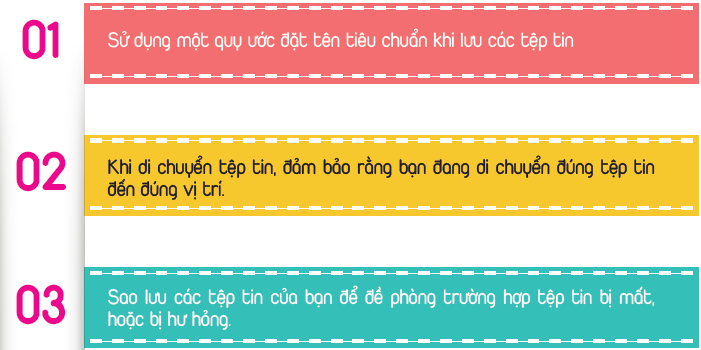 01
Sử dụng một quy ước đặt tên tiêu chuẩn khi lưu các tệp tin
02
Khi di chuyển tệp tin, đảm bảo rằng bạn đang di chuyển đúng tệp tin
đến đúng vị trí.
03
Sao lưu các tệp tin của bạn để đề phòng trường hợp tệp tin bị mất,
hoặc bị hư hỏng.